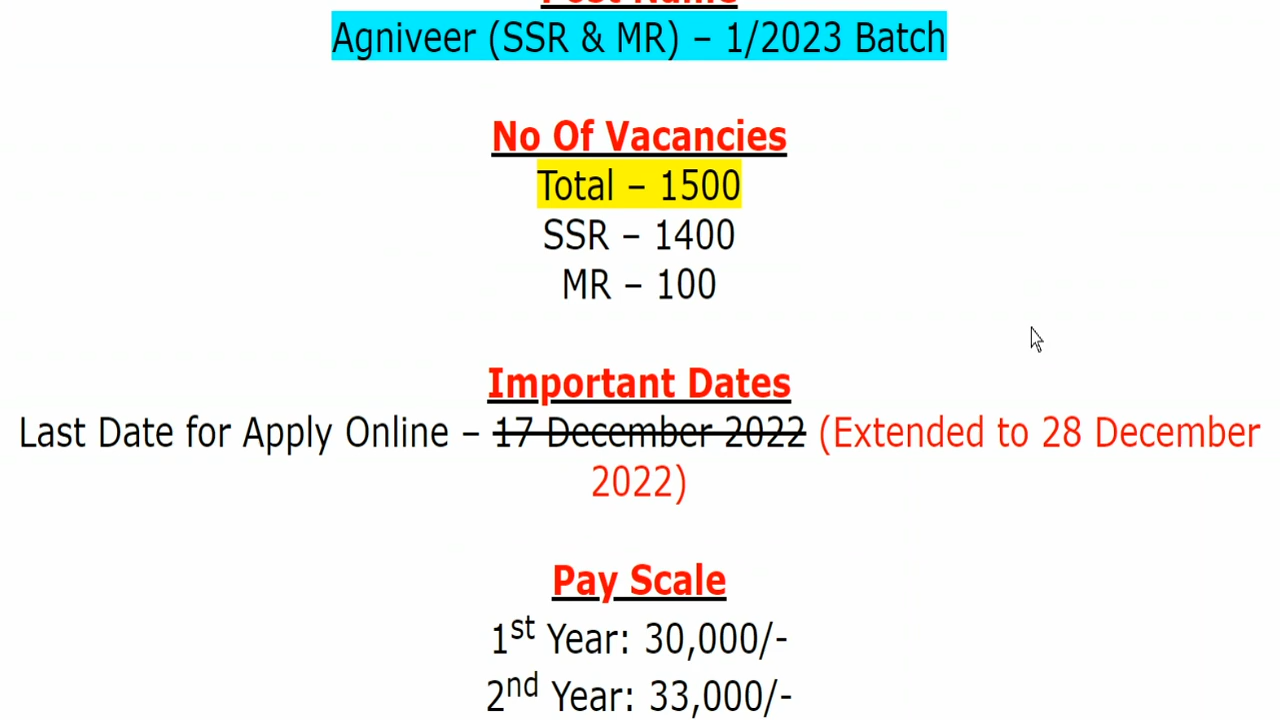 Post Name
Agniveer (SSR & MR) – 1/2023 Batch
No Of Vacancies
Total – 1500
SSR – 1400
MR – 100
Important Dates
Last Date for Apply Online – 17 December 2022 (Extended to 28 December
2022)
Pay Scale
1st Year: 30,000/-
2nd Year: 33,000/-